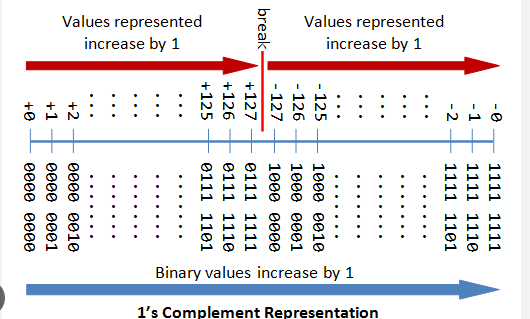 Values represented
increase by 1
break
Values represented
increase by 1
+0
+1
+2
. . . . .
+125
+126
+127
-127
-126
-125
. . . . .
-2
-1
-0
0000 0000
0000 0001
0000 0010
. . . . .
0111 1101
0111 1110
0111 1111
1000 0000
1000 0001
1000 0010
. . . . .
1111 1101
1111 1110
1111 1111
Binary values increase by 1
1's Complement Representation